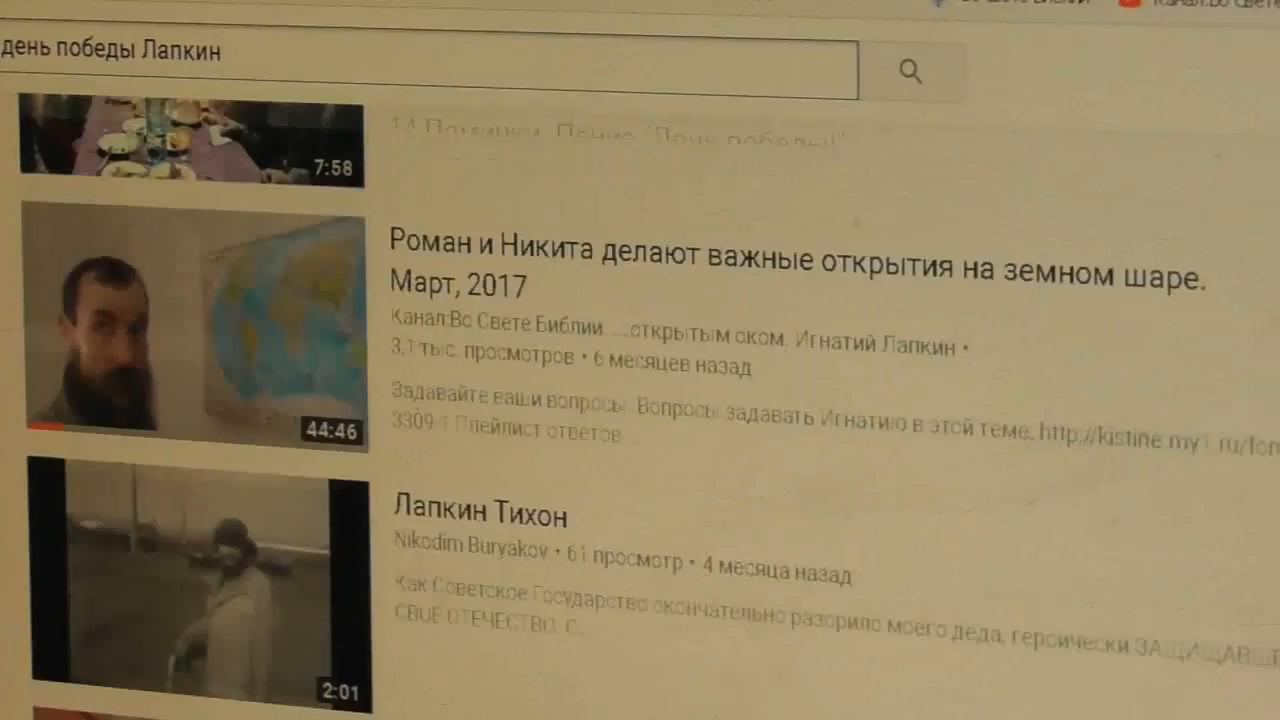 день победы Лапкин
7:58
Роман и Никита делают важные открытия на земном шаре.
Март, 2017
Канал:Во Свете Библии. ...открытым оком. Игнатий Лапкин •
3,1 тыс. просмотров • 6 месяцев назад
Задавайте ваши вопросы. Вопросы задавать Игнатию в этой теме: http://kistine.my1.ru/for
3309-1 Плейлист ответов...
44:46
Лапкин Тихон
Nikodim Buryakov • 61 просмотр • 4 месяца назад
Как Советское Государство окончательно разорило моего деда, героически
СВОЕ ОТЕЧЕСТВО. С...
2:01